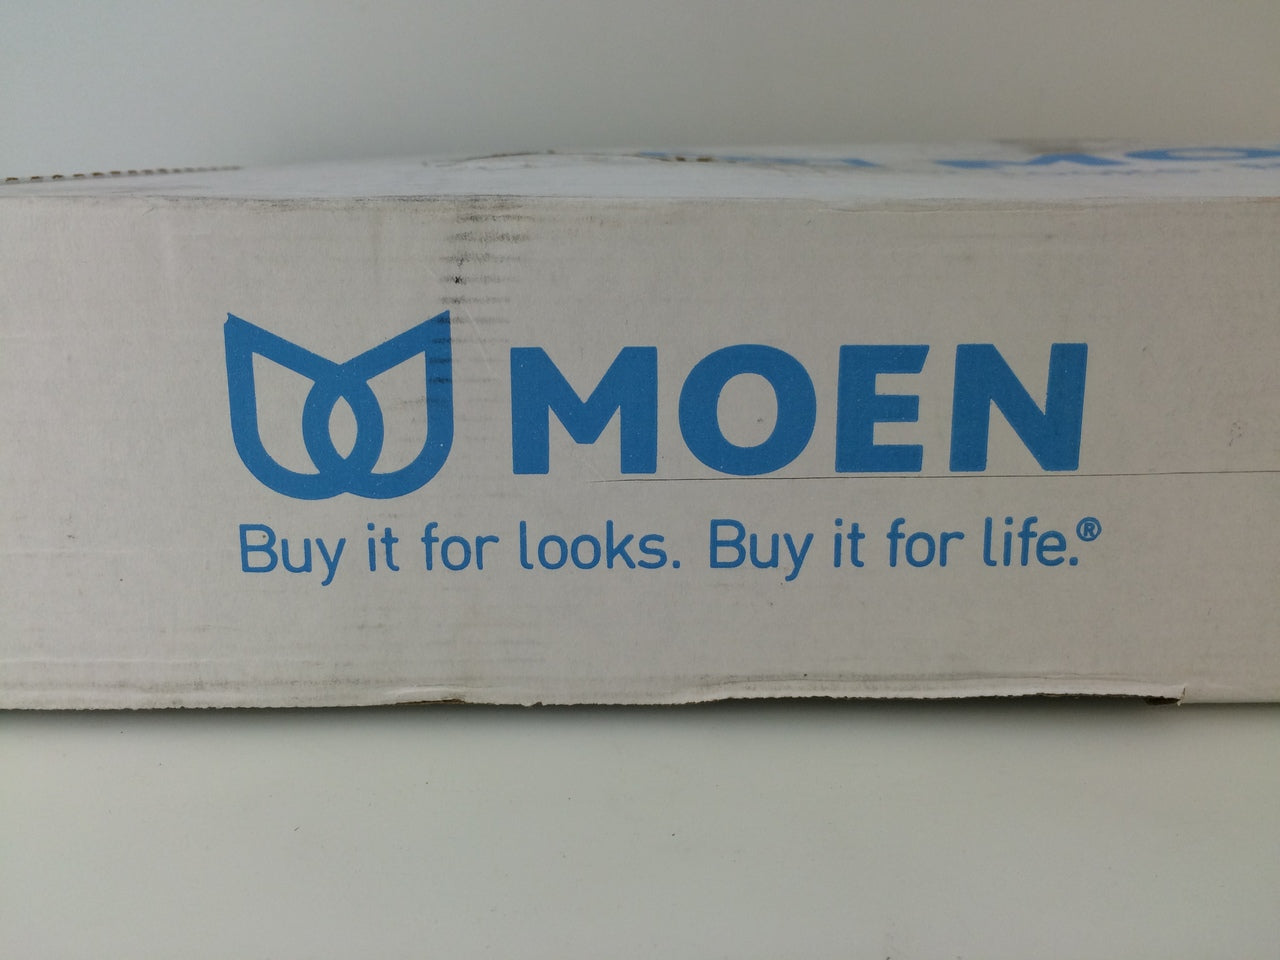 MOEN
Buy it for looks. Buy it for life.®